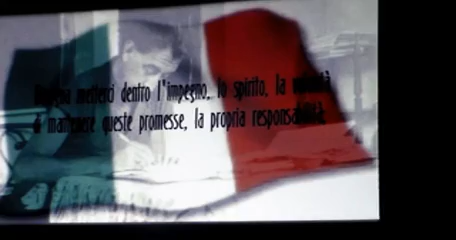 metterci dentro l'impegno, lo spirito, la
di mantenere queste promesse, la propria responsabilità.